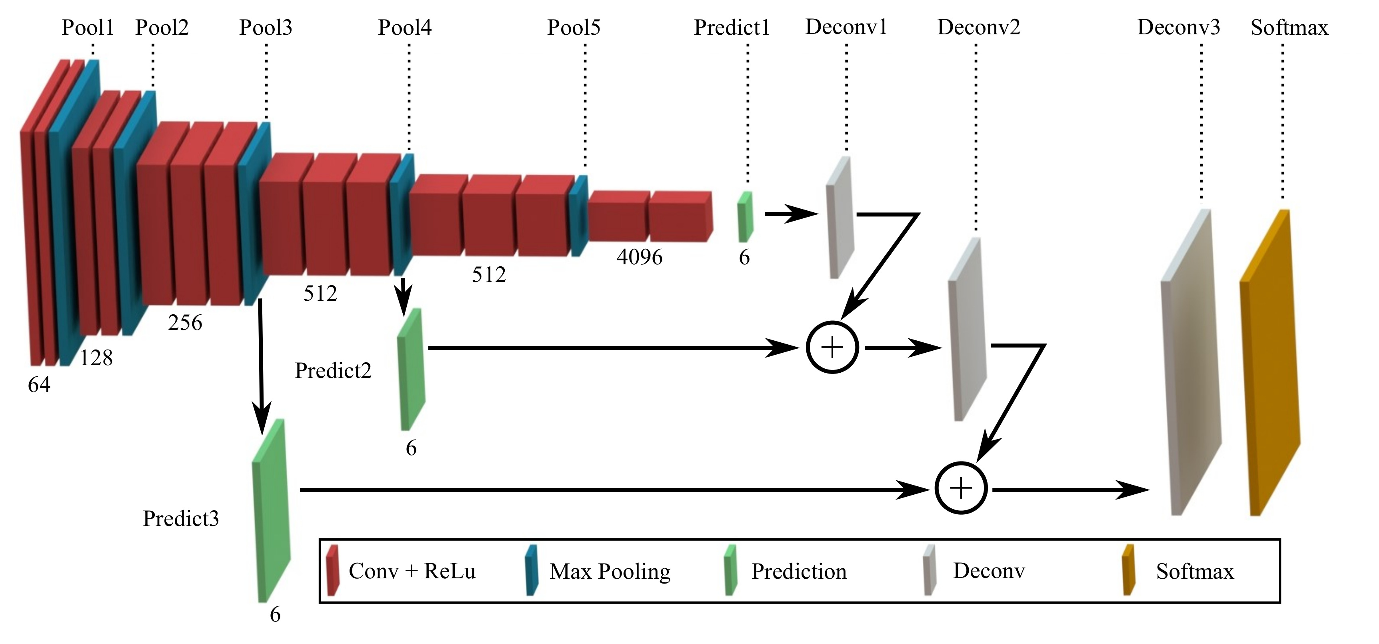 Pool1 Pool2 Pool3 Pool4 Pool5 Predict1 Deconv1 Deconv2 Deconv3 Softmax
64
128
256
512
512
4096
6
Predict2
6
Predict3
6
+
+
Conv + ReLu Max Pooling Prediction Deconv Softmax